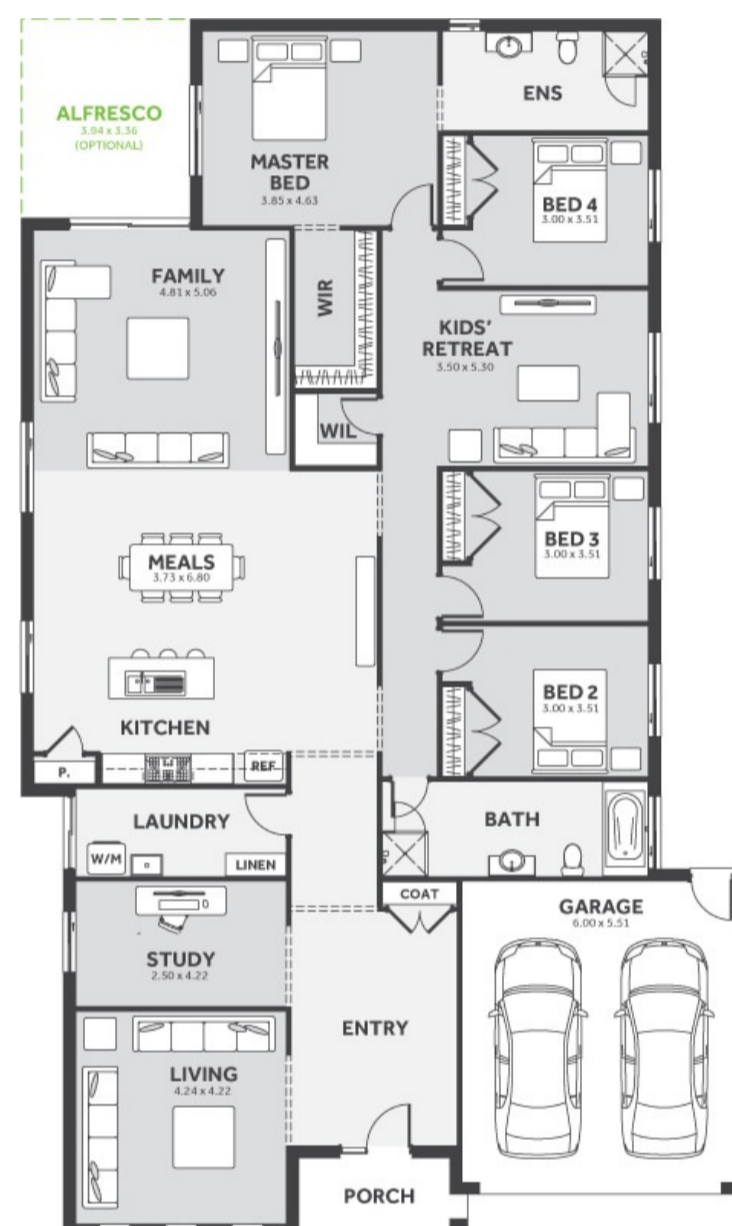 ALFRESCO
3.94 x 3.36
(OPTIONAL)
MASTER
BED
3.85 x 4.63
ENS
BED 4
3.00 x 3.51
FAMILY
4.81 x 5.06
WIR
KIDS'
RETREAT
3.50 x 5.30
WIL
MEALS
3.73 x 6.80
BED 3
3.00 x 3.51
BED 2
3.00 x 3.51
KITCHEN
P.
REF
LAUNDRY
W/M
LINEN
BATH
COAT
GARAGE
6.00 x 5.51
STUDY
2.50 x 4.22
ENTRY
LIVING
4.24 x 4.22
PORCH